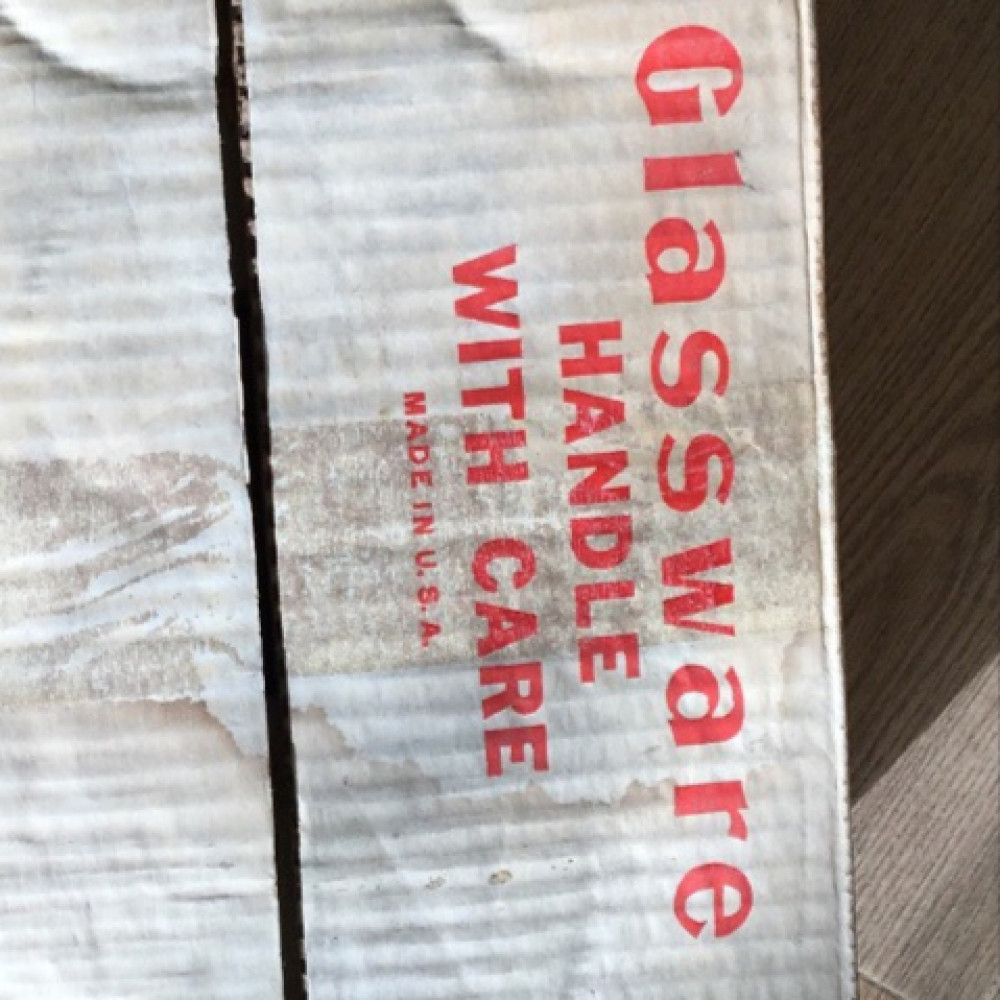 GlaSSWare
HANDLE
WITH CARE
MADE IN U.S.A.